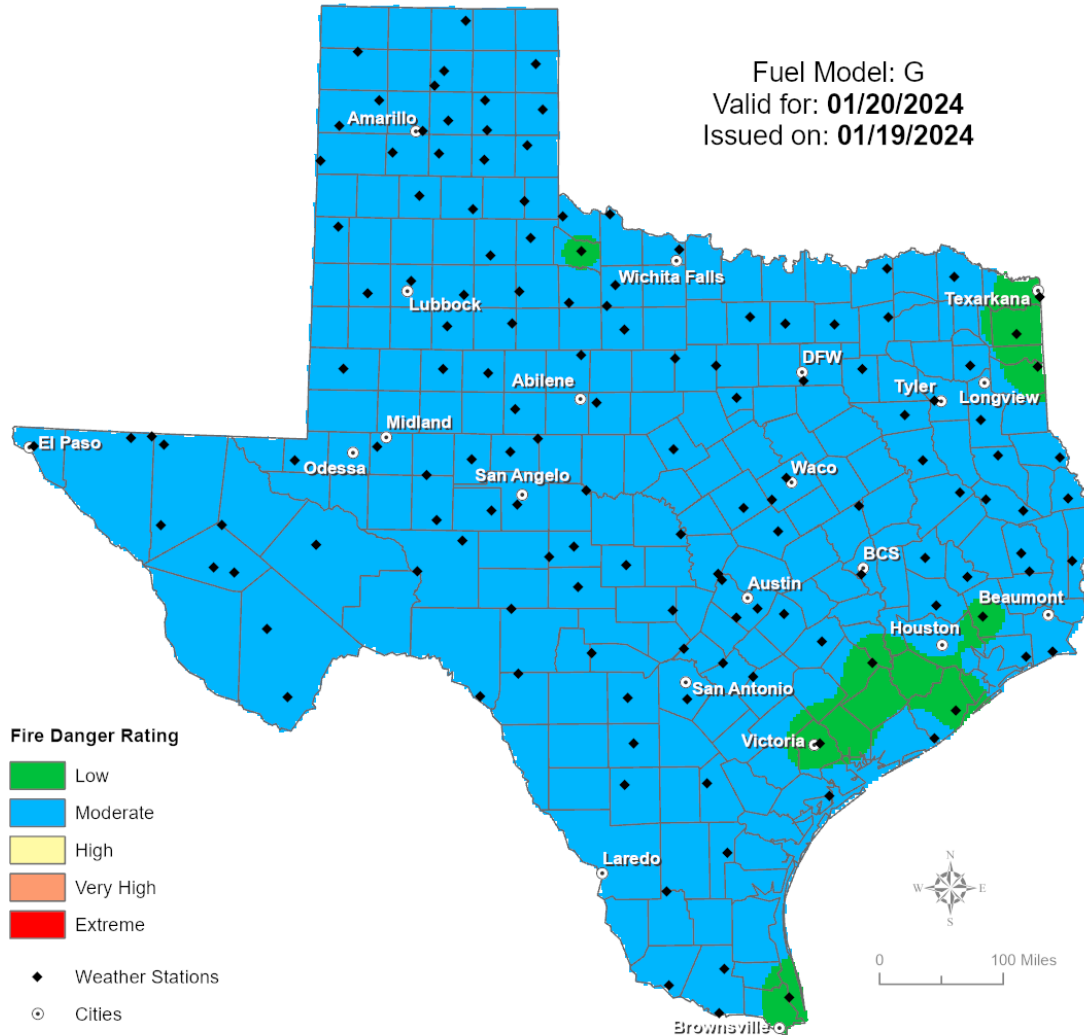 Fuel Model: G
Valid for: 01/20/2024
Issued on: 01/19/2024
Amarillo
Wichita Falls
Lubbock
Texarkana
DFW
Abilene
Tyler
Longview
Midland
El Paso
Odessa
San Angelo
Waco
BCS
Austin
Beaumont
Houston
San Antonio
Victoria
Laredo
Brownsville
Fire Danger Rating
Low
Moderate
High
Very High
Extreme
Weather Stations
Cities
N
W E
S
0 100 Miles